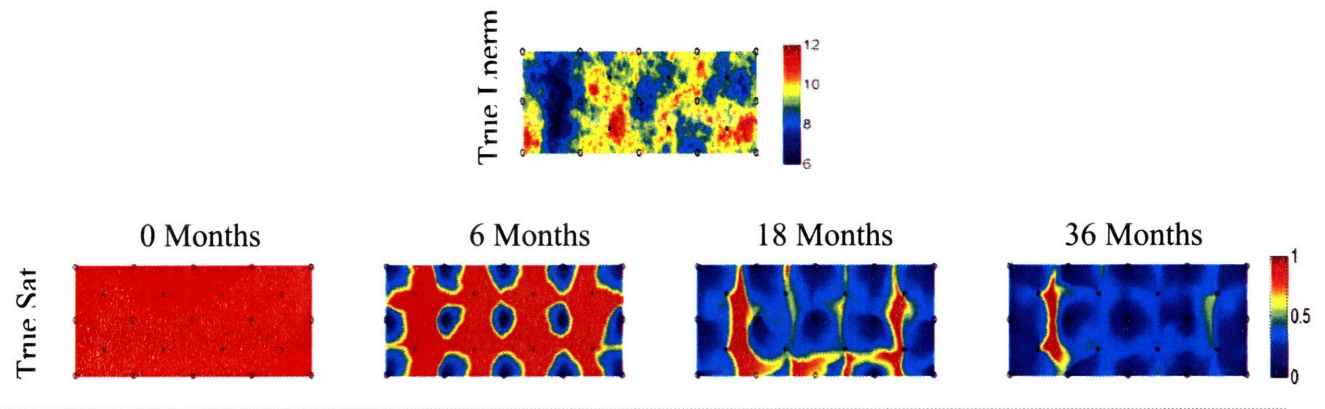 True Lperm
12
10
8
6
0 Months
6 Months
18 Months
36 Months
True Sat
1
0.5
0